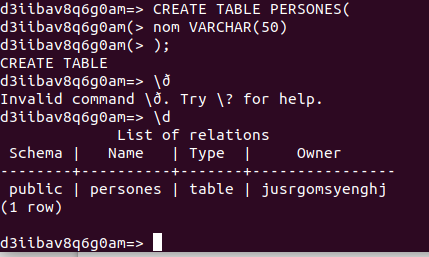 d3iibav8q6g0am=> CREATE TABLE PERSONES(
d3iibav8q6g0am(> nom VARCHAR(50)
d3iibav8q6g0am(> );
CREATE TABLE
d3iibav8q6g0am=> \ð
Invalid command \ð. Try \? for help.
d3iibav8q6g0am=> \d
             List of relations
 Schema |   Name   | Type  |     Owner
--------+----------+-------+----------------
 public | persones | table | jusrgomsyenghj
(1 row)

d3iibav8q6g0am=>